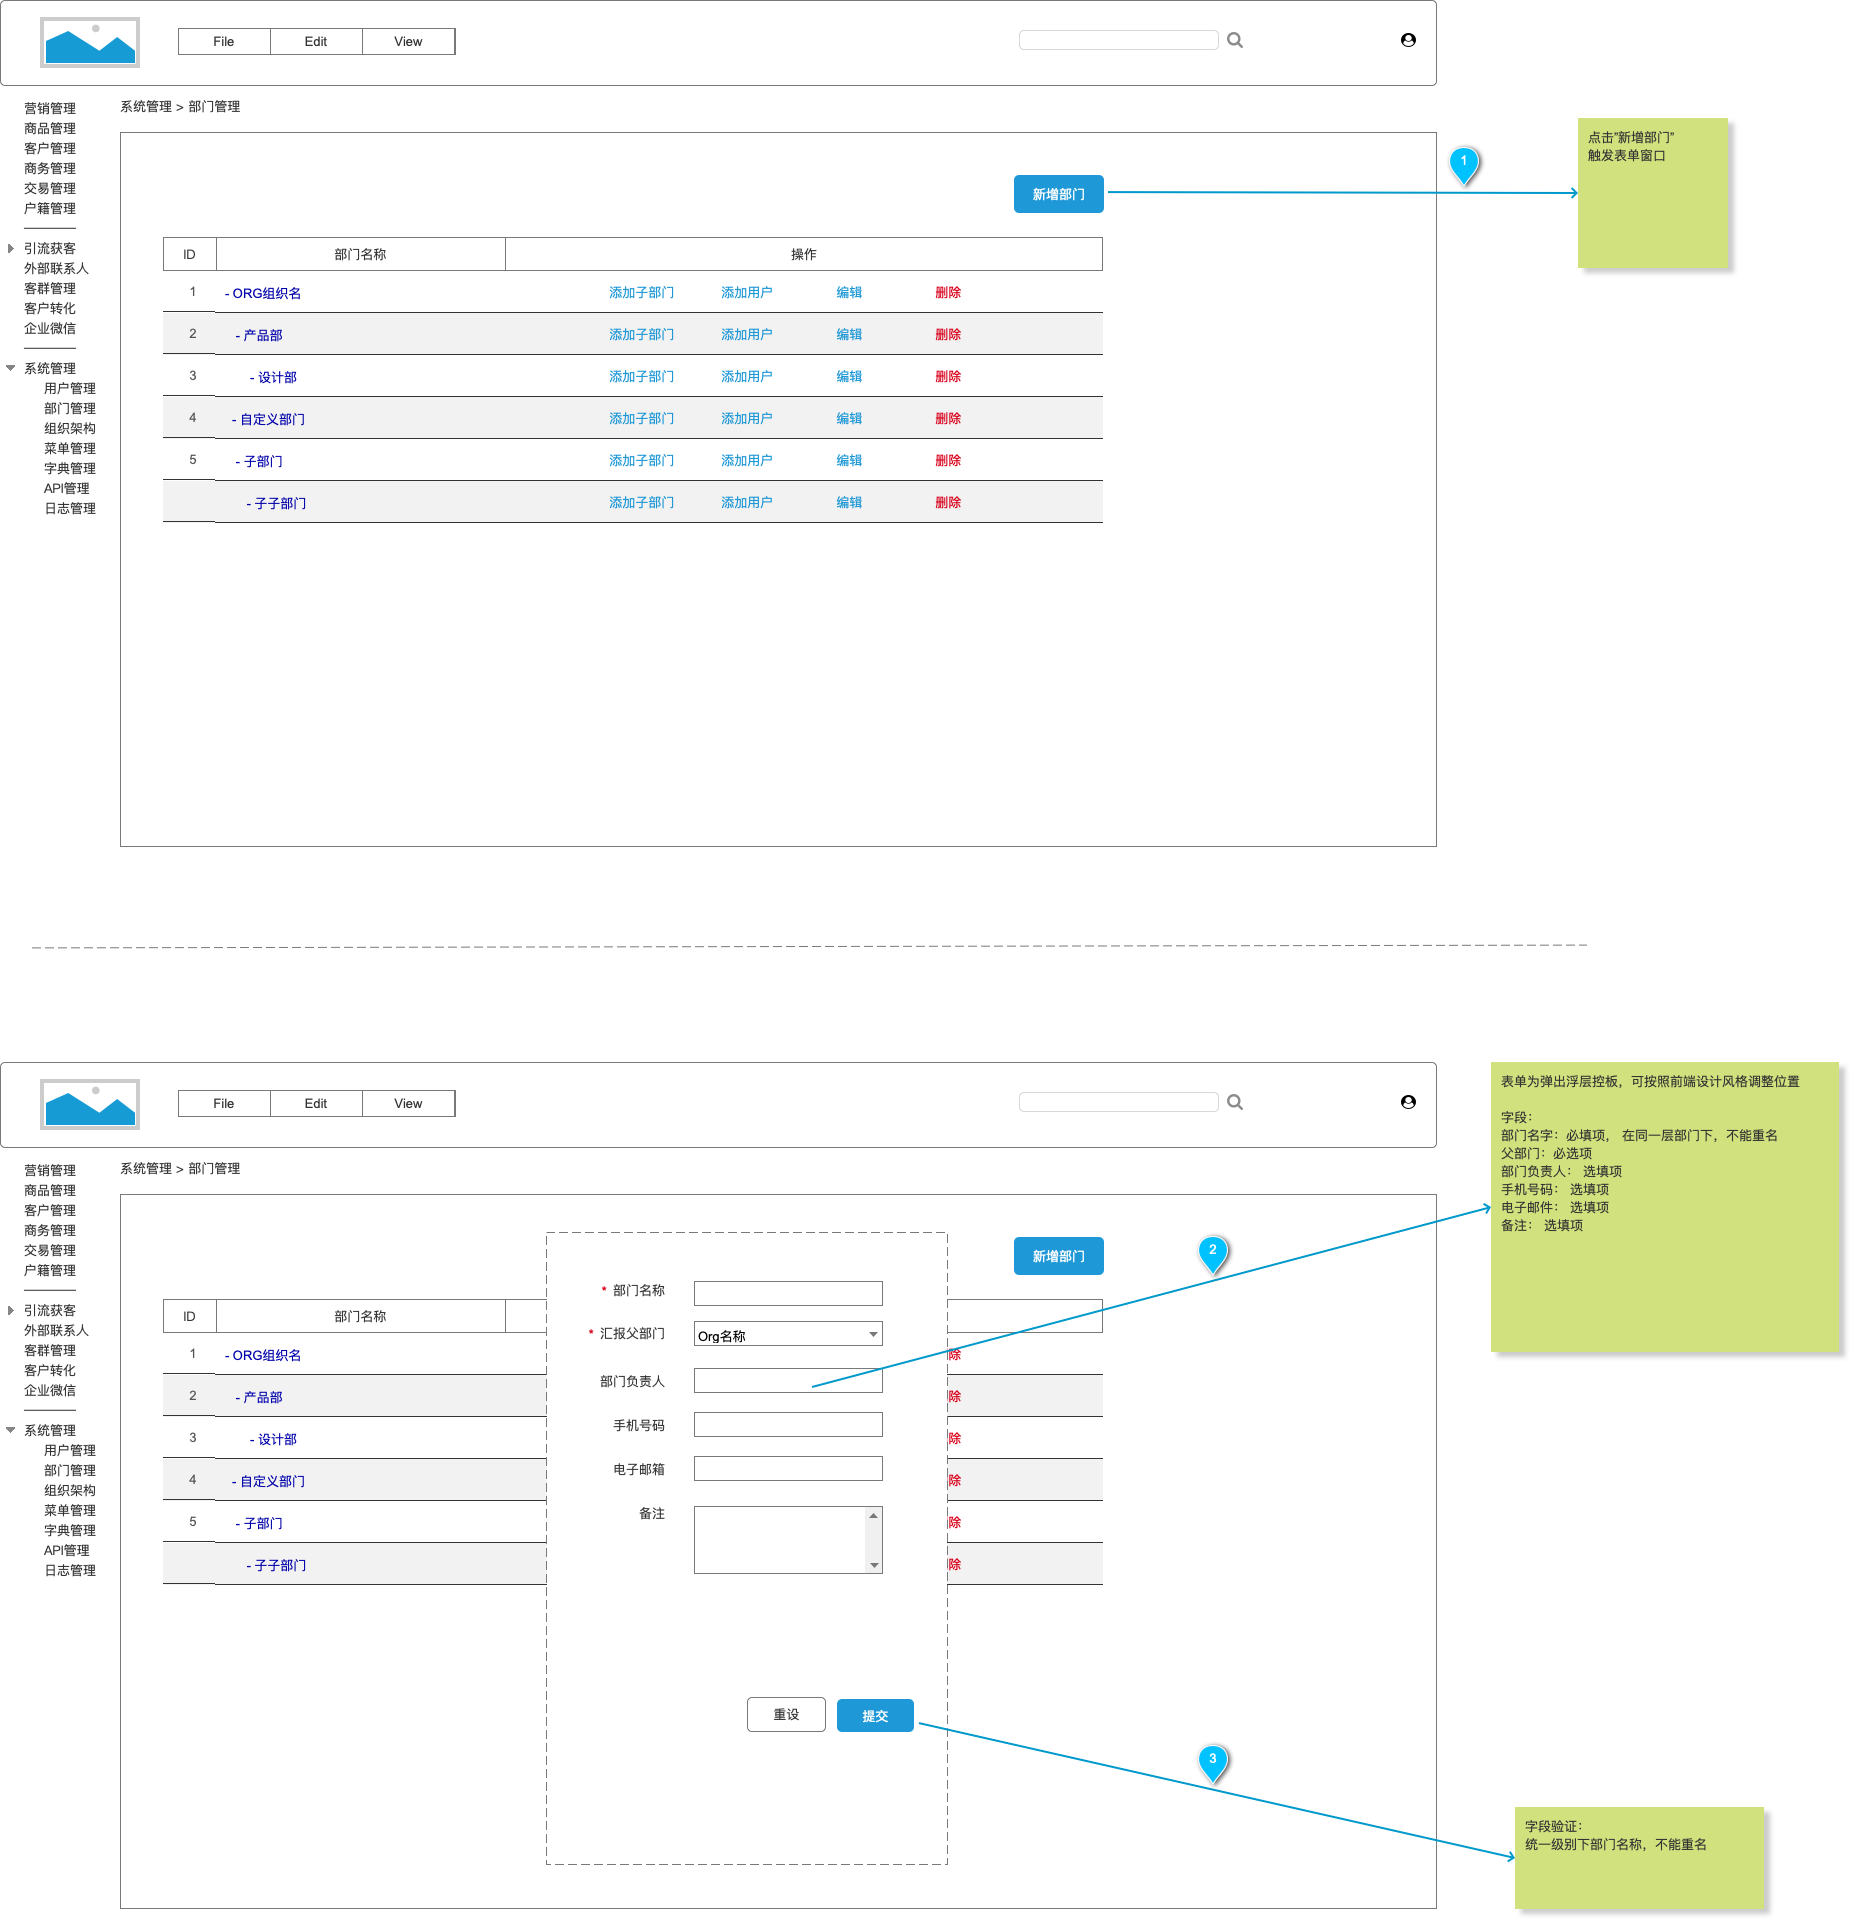 File Edit View
系统管理 > 部门管理
营销管理
商品管理
客户管理
商务管理
交易管理
户籍管理
引流获客
外部联系人
客群管理
客户转化
企业微信
系统管理
用户管理
部门管理
组织架构
菜单管理
字典管理
API管理
日志管理
新增部门
ID 部门名称 操作
1 - ORG组织名 添加子部门 添加用户 编辑 删除
2 - 产品部 添加子部门 添加用户 编辑 删除
3 - 设计部 添加子部门 添加用户 编辑 删除
4 - 自定义部门 添加子部门 添加用户 编辑 删除
5 - 子部门 添加子部门 添加用户 编辑 删除
- 子子部门 添加子部门 添加用户 编辑 删除
1
点击”新增部门”
触发表单窗口
File Edit View
系统管理 > 部门管理
营销管理
商品管理
客户管理
商务管理
交易管理
户籍管理
引流获客
外部联系人
客群管理
客户转化
企业微信
系统管理
用户管理
部门管理
组织架构
菜单管理
字典管理
API管理
日志管理
新增部门
ID 部门名称
1 - ORG组织名 除
2 - 产品部 除
3 - 设计部 除
4 - 自定义部门 除
5 - 子部门 除
- 子子部门 除
* 部门名称
* 汇报父部门 Org名称
部门负责人
手机号码
电子邮箱
备注
重设 提交
2
表单为弹出浮层控板，可按照前端设计风格调整位置
字段：
部门名字：必填项， 在同一层部门下，不能重名
父部门：必选项
部门负责人： 选填项
手机号码： 选填项
电子邮件： 选填项
备注： 选填项
3
字段验证：
统一级别下部门名称，不能重名